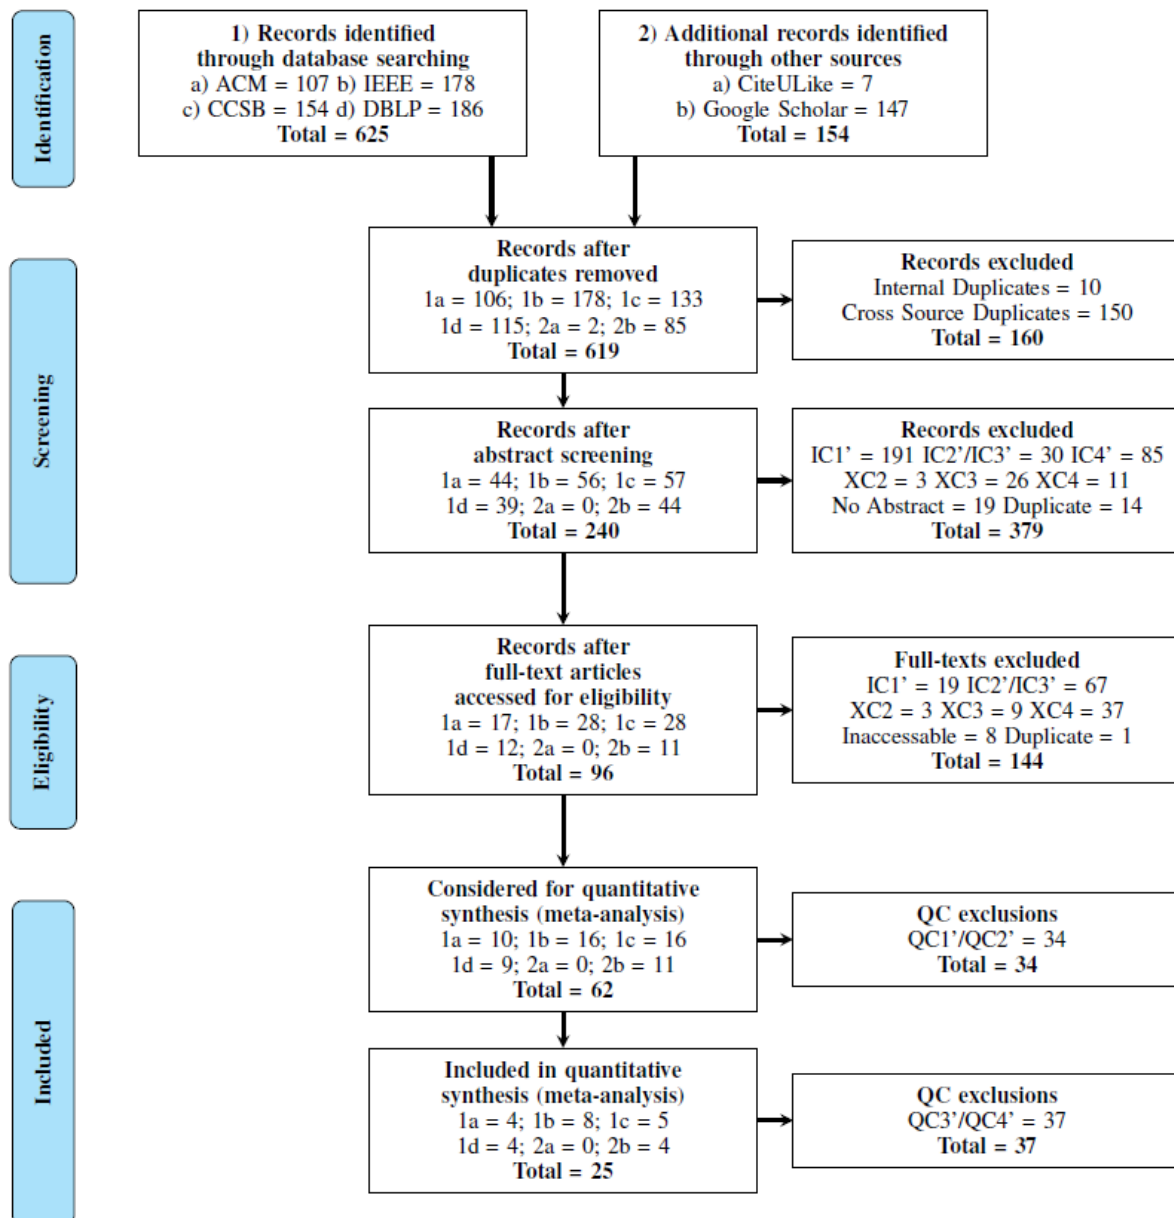 Identification
1) Records identified
through database searching
a) ACM = 107 b) IEEE = 178
c) CCSB = 154 d) DBLP = 186
Total = 625
2) Additional records identified
through other sources
a) CiteULike = 7
b) Google Scholar = 147
Total = 154
Screening
Records after
duplicates removed
1a = 106; 1b = 178; 1c = 133
1d = 115; 2a = 2; 2b = 85
Total = 619
Records excluded
Internal Duplicates = 10
Cross Source Duplicates = 150
Total = 160
Records after
abstract screening
1a = 44; 1b = 56; 1c = 57
1d = 39; 2a = 0; 2b = 44
Total = 240
Records excluded
IC1’ = 191 IC2’/IC3’ = 30 IC4’ = 85
XC2 = 3 XC3 = 26 XC4 = 11
No Abstract = 19 Duplicate = 14
Total = 379
Eligibility
Records after
full-text articles
accessed for eligibility
1a = 17; 1b = 28; 1c = 28
1d = 12; 2a = 0; 2b = 11
Total = 96
Full-texts excluded
IC1’ = 19 IC2’/IC3’ = 67
XC2 = 3 XC3 = 9 XC4 = 37
Inaccessable = 8 Duplicate = 1
Total = 144
Included
Considered for quantitative
synthesis (meta-analysis)
1a = 10; 1b = 16; 1c = 16
1d = 9; 2a = 0; 2b = 11
Total = 62
QC exclusions
QC1’/QC2’ = 34
Total = 34
Included in quantitative
synthesis (meta-analysis)
1a = 4; 1b = 8; 1c = 5
1d = 4; 2a = 0; 2b = 4
Total = 25
QC exclusions
QC3’/QC4’ = 37
Total = 37